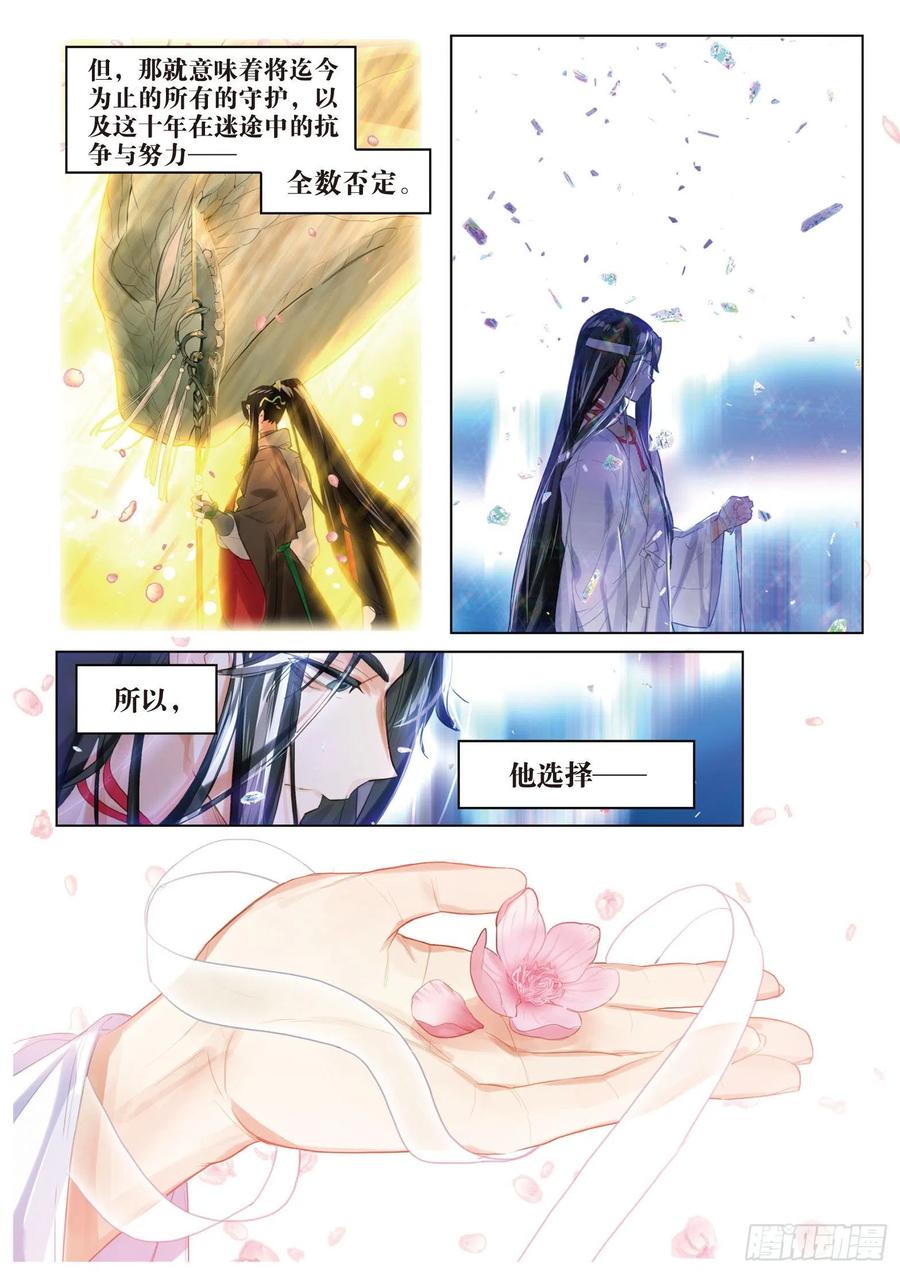 但，那就意味着将迄今
为止的所有的守护，以
及这十年在迷途中的抗
争与努力——
全数否定。
所以，
他选择——
腾讯动漫